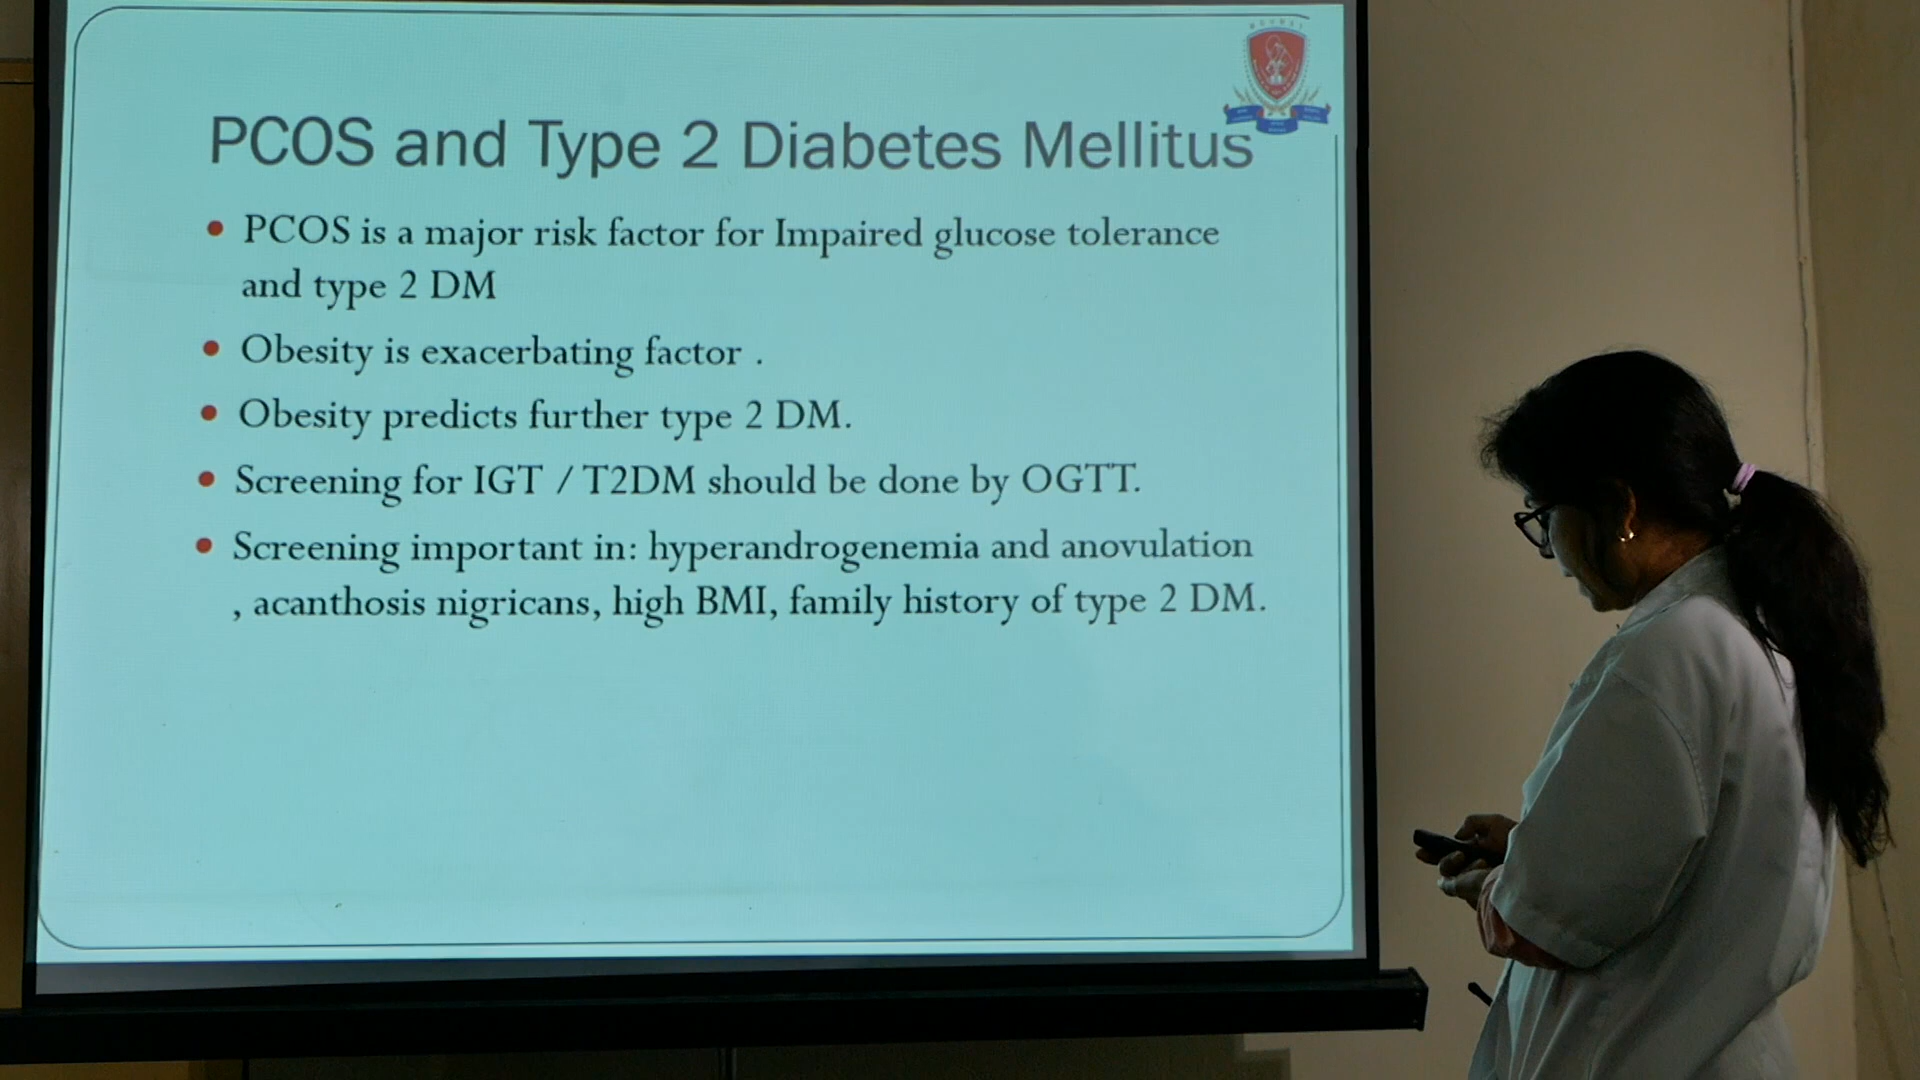 PCOS and Type 2 Diabetes Mellitus
• PCOS is a major risk factor for Impaired glucose tolerance
and type 2 DM
• Obesity is exacerbating factor .
• Obesity predicts further type 2 DM.
• Screening for IGT / T2DM should be done by OGTT.
• Screening important in: hyperandrogenemia and anovulation
, acanthosis nigricans, high BMI, family history of type 2 DM.